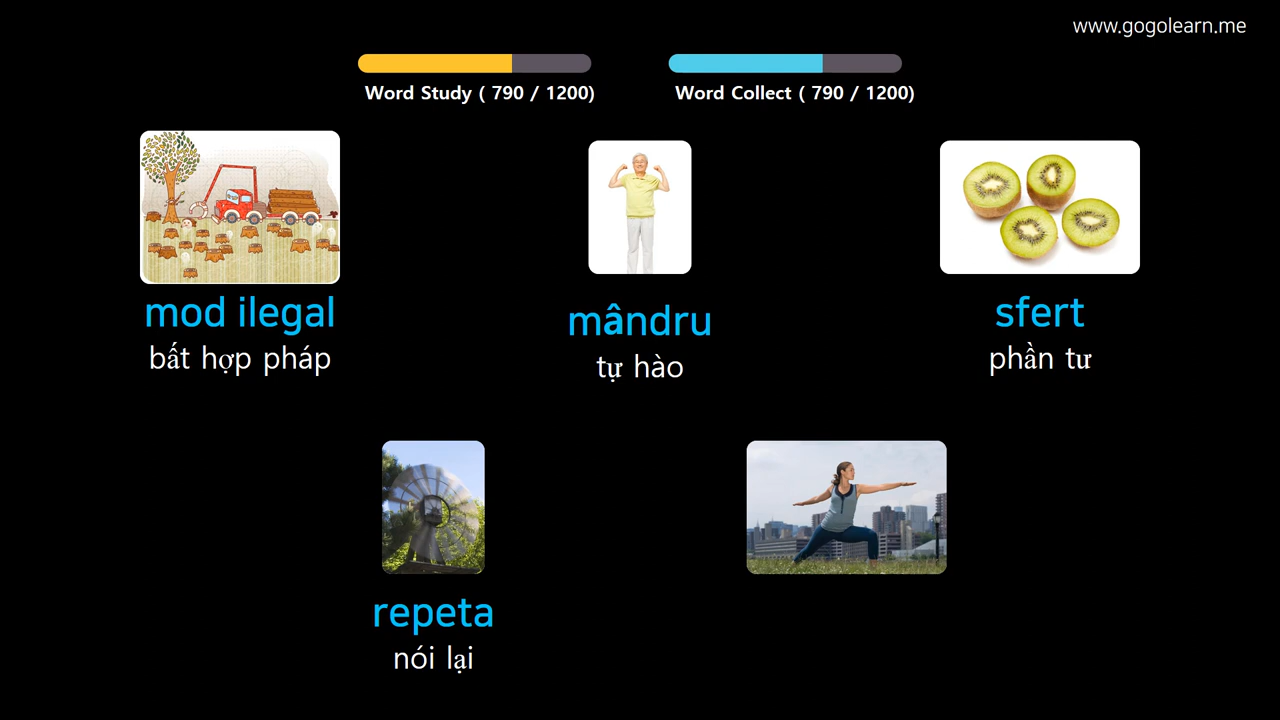 www.gogolearn.me
Word Study ( 790 / 1200)
Word Collect ( 790 / 1200)
mod ilegal
bất hợp pháp
mândru
tự hào
sfert
phần tư
repeta
nói lại